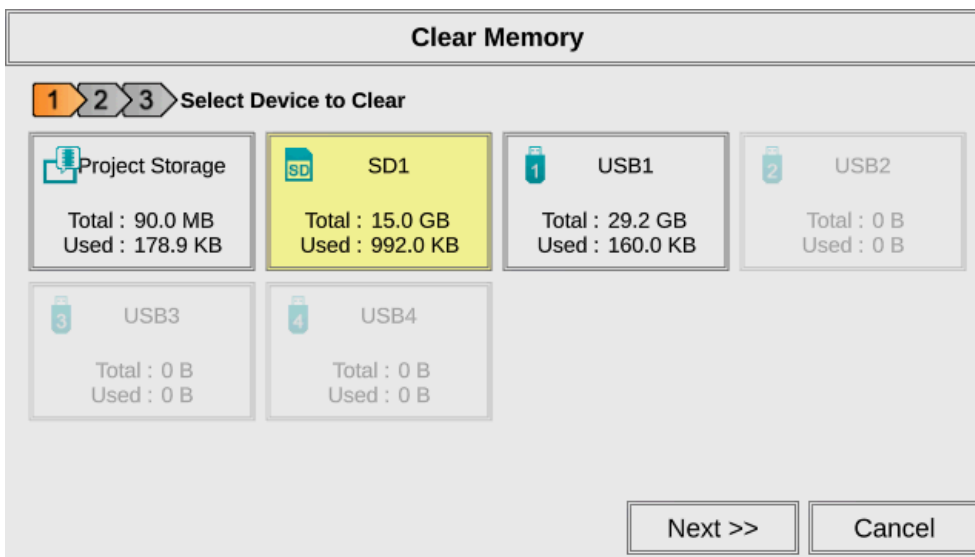 Clear Memory
1 2 3 Select Device to Clear
Project Storage
Total : 90.0 MB
Used : 178.9 KB
SD
SD1
Total : 15.0 GB
Used : 992.0 KB
1
USB1
Total : 29.2 GB
Used : 160.0 KB
2
USB2
Total : 0 B
Used : 0 B
3
USB3
Total : 0 B
Used : 0 B
4
USB4
Total : 0 B
Used : 0 B
Next >>
Cancel